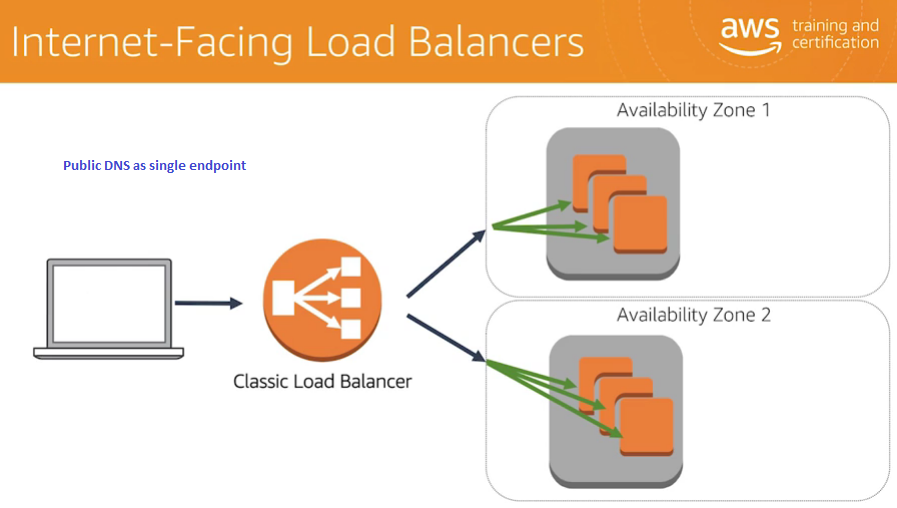 Internet-Facing Load Balancers
aws training and
certification
Availability Zone 1
Public DNS as single endpoint
Availability Zone 2
Classic Load Balancer